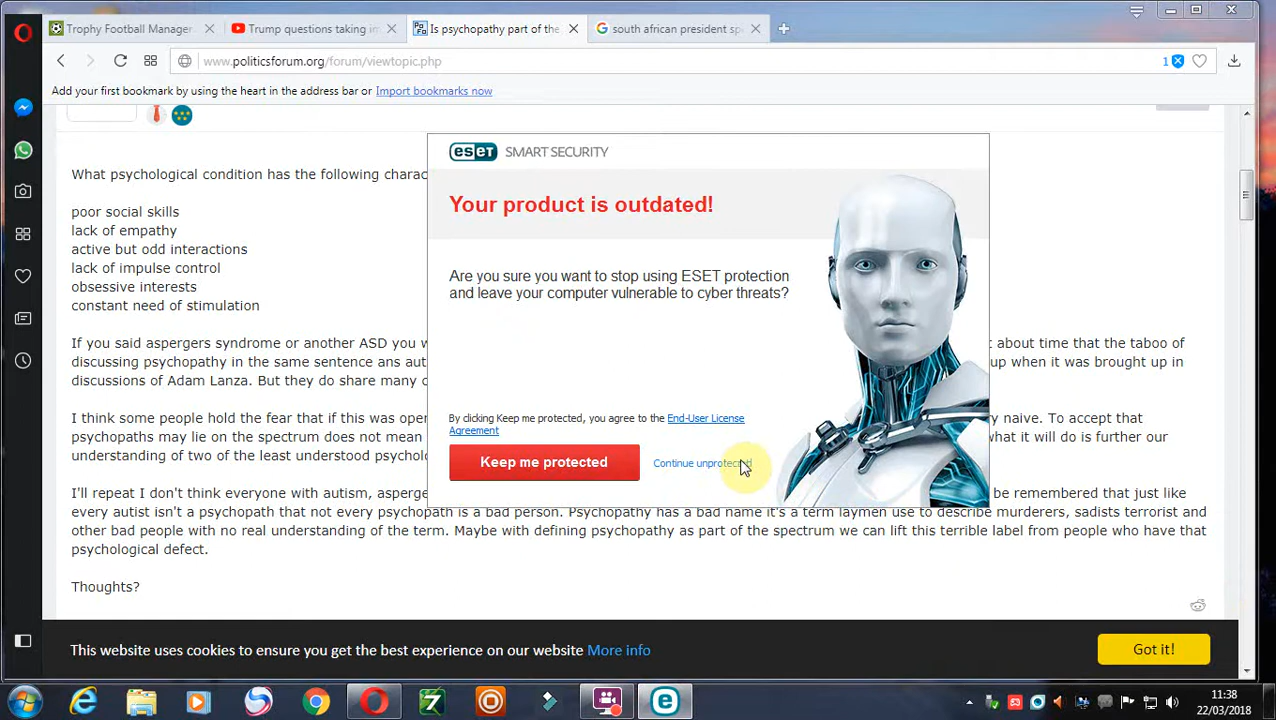 Trophy Football Manager
Trump questions taking i
Is psychopathy part of the
south african president sp
www.politicsforum.org/forum/viewtopic.php
1
Add your first bookmark by using the heart in the address bar or Import bookmarks now
eset SMART SECURITY
Your product is outdated!
Are you sure you want to stop using ESET protection
and leave your computer vulnerable to cyber threats?
By clicking Keep me protected, you agree to the End-User License
Agreement
Keep me protected
Continue unprotected
What psychological condition has the following charac
poor social skills
lack of empathy
active but odd interactions
lack of impulse control
obsessive interests
constant need of stimulation
If you said aspergers syndrome or another ASD you w about time that the taboo of
discussing psychopathy in the same sentence ans aut up when it was brought up in
discussions of Adam Lanza. But they do share many c
I think some people hold the fear that if this was oper y naive. To accept that
psychopaths may lie on the spectrum does not mean what it will do is further our
understanding of two of the least understood psychol
I'll repeat I don't think everyone with autism, asperge be remembered that just like
every autist isn't a psychopath that not every psychopath is a bad person. Psychopathy has a bad name it's a term laymen use to describe murderers, sadists terrorist and
other bad people with no real understanding of the term. Maybe with defining psychopathy as part of the spectrum we can lift this terrible label from people who have that
psychological defect.
Thoughts?
This website uses cookies to ensure you get the best experience on our website More info
Got it!
11:38
22/03/2018